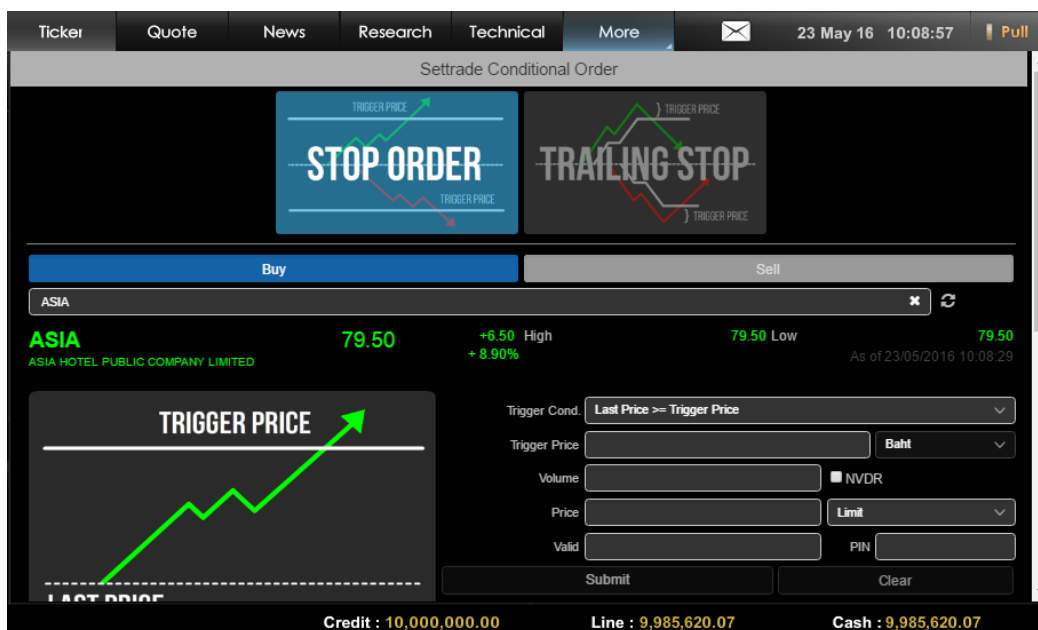 Ticker Quote News Research Technical More 23 May 16 10:08:57 Pull
Settrade Conditional Order
TRIGGER PRICE
STOP ORDER
TRIGGER PRICE
TRIGGER PRICE
TRAILING STOP
TRIGGER PRICE
Buy Sell
ASIA
ASIA 79.50 +6.50 High 79.50 Low 79.50
ASIA HOTEL PUBLIC COMPANY LIMITED + 8.90% As of 23/05/2016 10:08:29
TRIGGER PRICE
LAST PRICE
Trigger Cond. Last Price >= Trigger Price
Trigger Price Baht
Volume NVDR
Price Limit
Valid PIN
Submit Clear
Credit : 10,000,000.00 Line : 9,985,620.07 Cash : 9,985,620.07